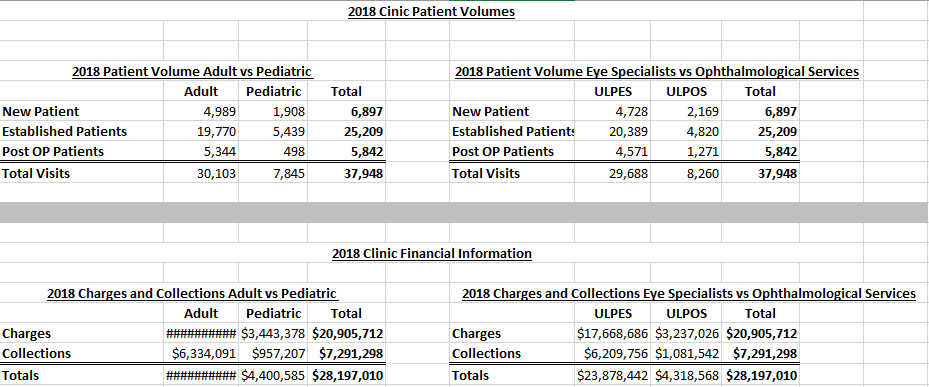 2018 Cinic Patient Volumes
2018 Patient Volume Adult vs Pediatric 2018 Patient Volume Eye Specialists vs Ophthalmological Services
Adult Pediatric Total ULPES ULPOS Total
New Patient 4,989 1,908 6,897 New Patient 4,728 2,169 6,897
Established Patients 19,770 5,439 25,209 Established Patients 20,389 4,820 25,209
Post OP Patients 5,344 498 5,842 Post OP Patients 4,571 1,271 5,842
Total Visits 30,103 7,845 37,948 Total Visits 29,688 8,260 37,948
2018 Clinic Financial Information
2018 Charges and Collections Adult vs Pediatric 2018 Charges and Collections Eye Specialists vs Ophthalmological Services
Adult Pediatric Total ULPES ULPOS Total
Charges ########## $3,443,378 $20,905,712 Charges $17,668,686 $3,237,026 $20,905,712
Collections $6,334,091 $957,207 $7,291,298 Collections $6,209,756 $1,081,542 $7,291,298
Totals ########## $4,400,585 $28,197,010 Totals $23,878,442 $4,318,568 $28,197,010